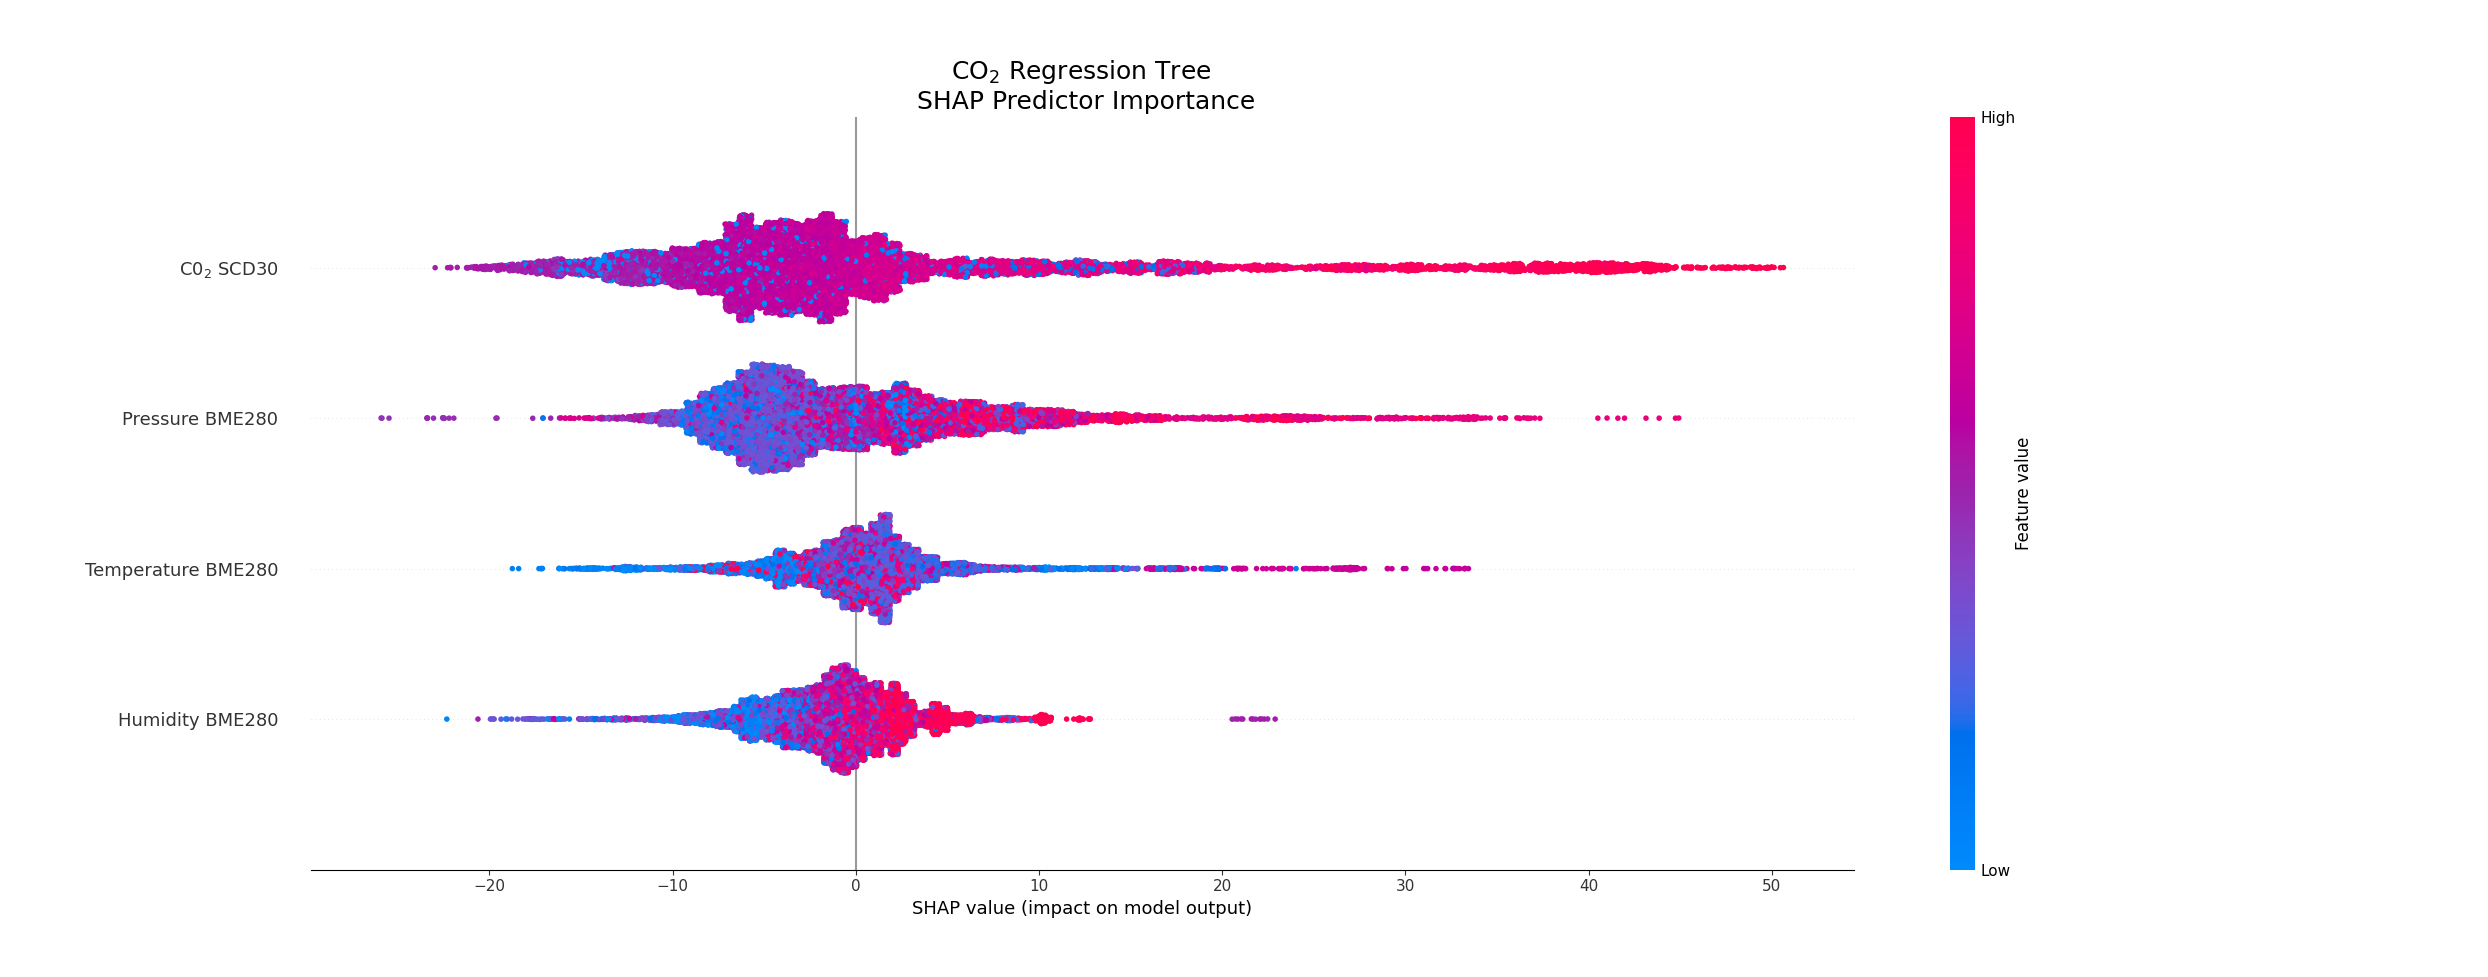 CO₂ Regression Tree
SHAP Predictor Importance
High
C0₂ SCD30
Pressure BME280
Feature value
Temperature BME280
Humidity BME280
Low
−20 −10 0 10 20 30 40 50
SHAP value (impact on model output)